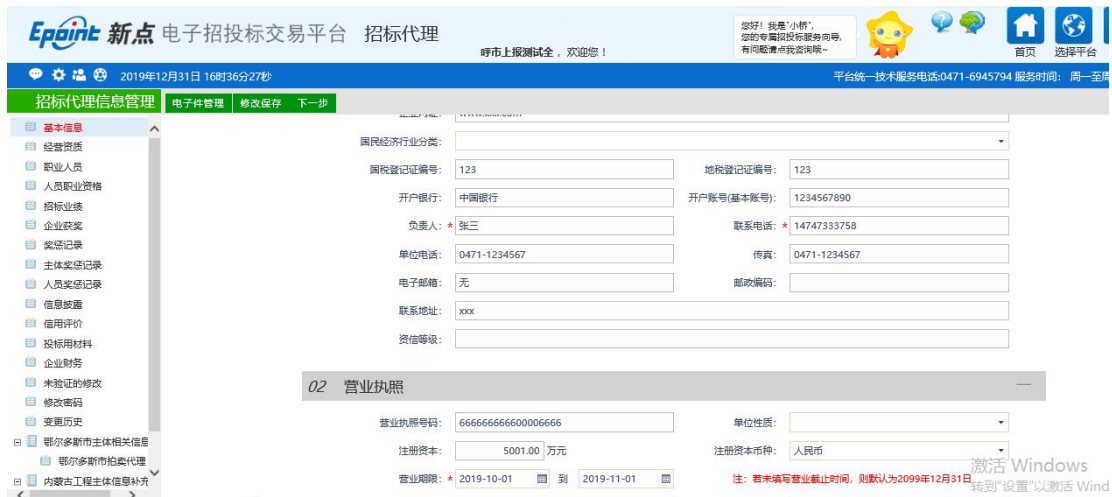 Epoint 新点 电子招投标交易平台 招标代理
呼市上报测试全，欢迎您！
您好！我是"小桥"，
您的专属招投标服务向导，
有问题请点我咨询哦~
首页 选择平台
2019年12月31日 16时36分27秒 平台统一技术服务电话:0471-6945794 服务时间: 周一至周
招标代理信息管理 电子件管理 修改保存 下一步
基本信息
经营资质
职业人员
人员职业资格
招标业绩
企业获奖
奖惩记录
主体奖惩记录
人员奖惩记录
信息披露
信用评价
投标用材料
企业财务
未验证的修改
修改密码
变更历史
鄂尔多斯市主体相关信息
鄂尔多斯市拍卖代理
内蒙古工程主体信息补充
国民经济行业分类:
国税登记证编号: 123 地税登记证编号: 123
开户银行: 中国银行 开户账号(基本账号): 1234567890
负责人: * 张三 联系电话: * 14747333758
单位电话: 0471-1234567 传真: 0471-1234567
电子邮箱: 无 邮政编码:
联系地址: xxx
资信等级:
02 营业执照
营业执照号码: 666666666600006666 单位性质:
注册资本: 5001.00 万元 注册资本币种: 人民币
营业期限: * 2019-10-01 到 2019-11-01 注: 若未填写营业截止时间，则默认为2099年12月31日
激活 Windows
转到"设置"以激活 Wind